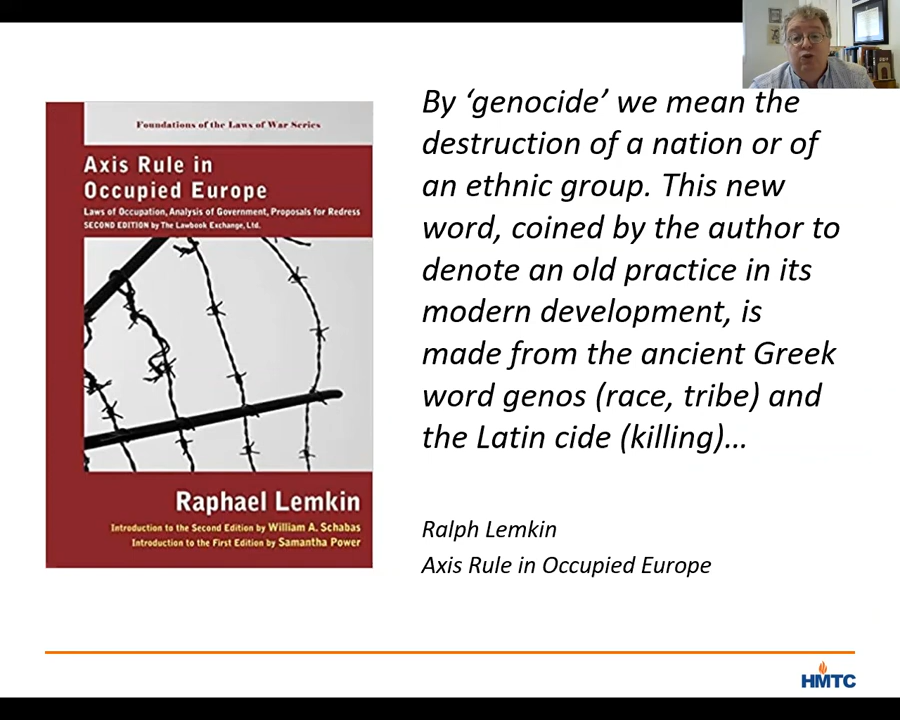 Foundations of the Laws of War Series
Axis Rule in
Occupied Europe
Laws of Occupation, Analysis of Government, Proposals for Redress
SECOND EDITION by The Lawbook Exchange, Ltd.
Raphael Lemkin
Introduction to the Second Edition by William A. Schabas
Introduction to the First Edition by Samantha Power
By ‘genocide’ we mean the
destruction of a nation or of
an ethnic group. This new
word, coined by the author to
denote an old practice in its
modern development, is
made from the ancient Greek
word genos (race, tribe) and
the Latin cide (killing)…
Ralph Lemkin
Axis Rule in Occupied Europe
HMTC